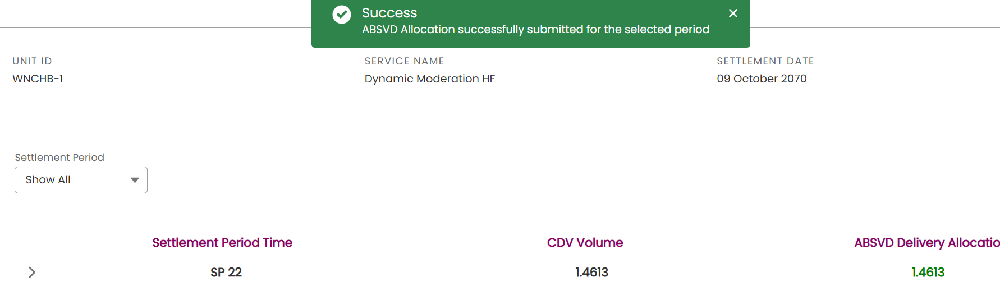 Success
ABSVD Allocation successfully submitted for the selected period
UNIT ID
SERVICE NAME
SETTLEMENT DATE
WNCHB-1
Dynamic Moderation HF
09 October 2070
Settlement Period
Show All
Settlement Period Time
CDV Volume
ABSVD Delivery Allocatio
SP 22
1.4613
1.4613